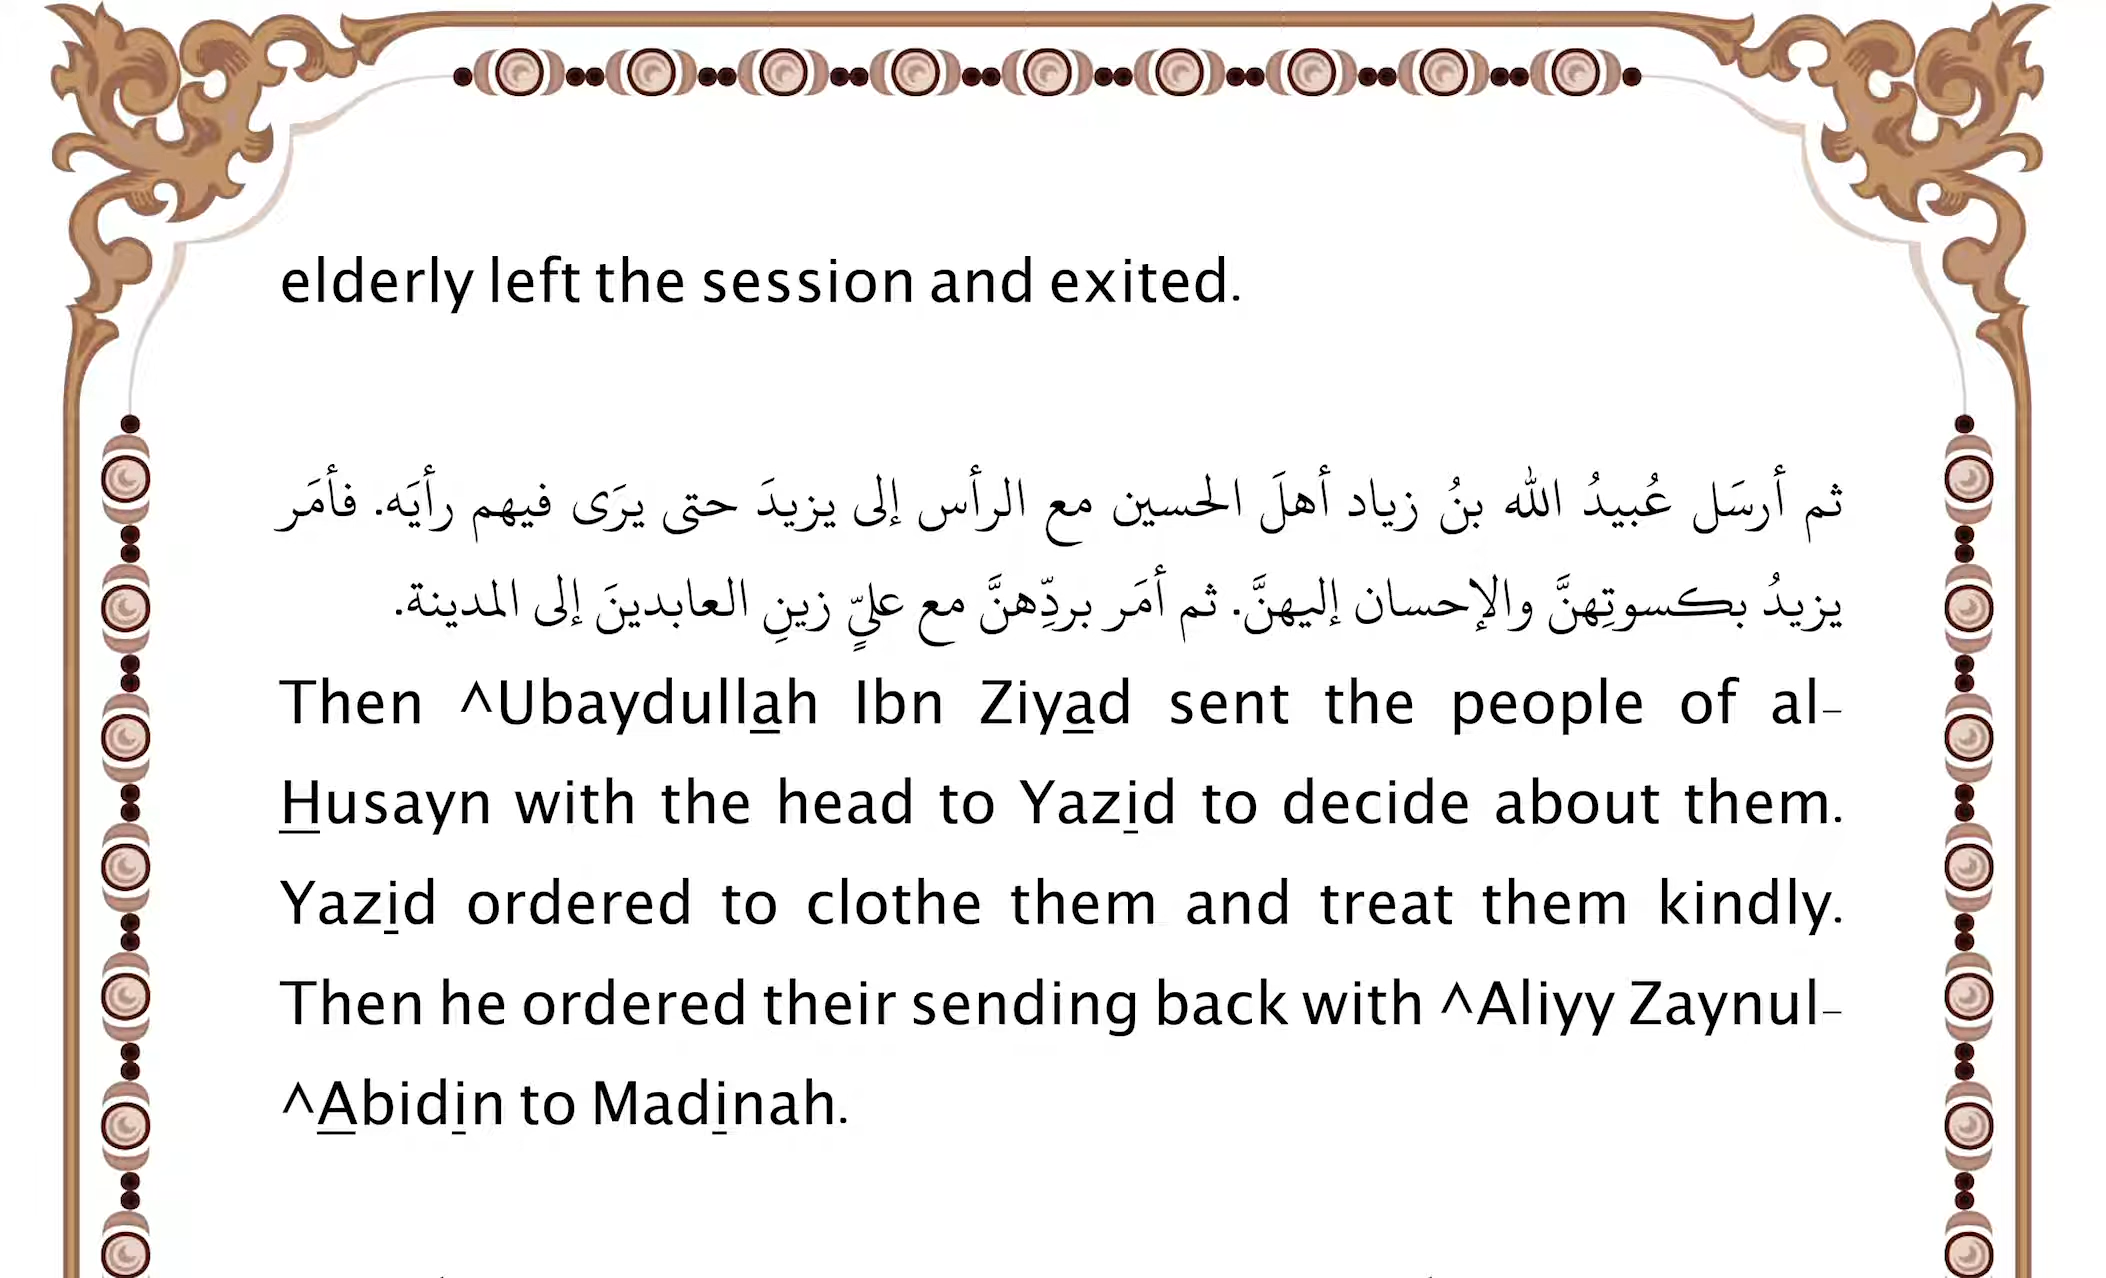 elderly left the session and exited.
ثم أرسَل عُبيدُ الله بنُ زياد أهلَ الحسين مع الرأس إلى يزيدَ حتى يرَى فيهم رأيَه. فأمَر
يزيدُ بكسوتِهنَّ والإحسان إليهنَّ. ثم أمَر بردِّهنَّ مع عليٍّ زينِ العابدينَ إلى المدينة.
Then ^Ubaydullah Ibn Ziyad sent the people of al-
Husayn with the head to Yazid to decide about them.
Yazid ordered to clothe them and treat them kindly.
Then he ordered their sending back with ^Aliyy Zaynul-
^Abidin to Madinah.